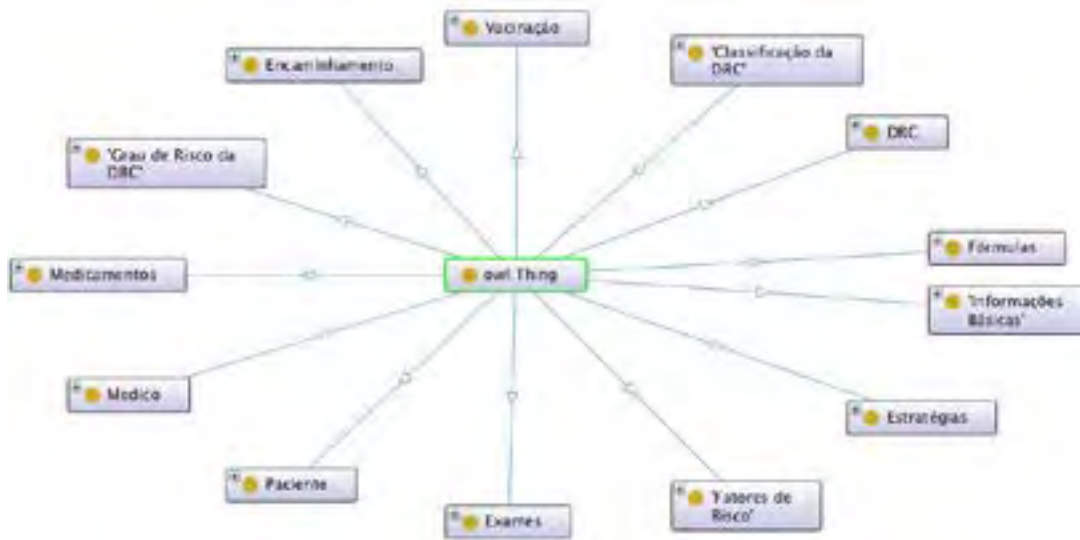 Vacinação
Encaminhamento
'Classificação da
DRC'
DRC
'Grau de Risco da
DRC'
Fórmulas
Medicamentos
owl:Thing
'Informações
Básicas'
Medico
Estratégias
Paciente
'Fatores de
Risco'
Exames